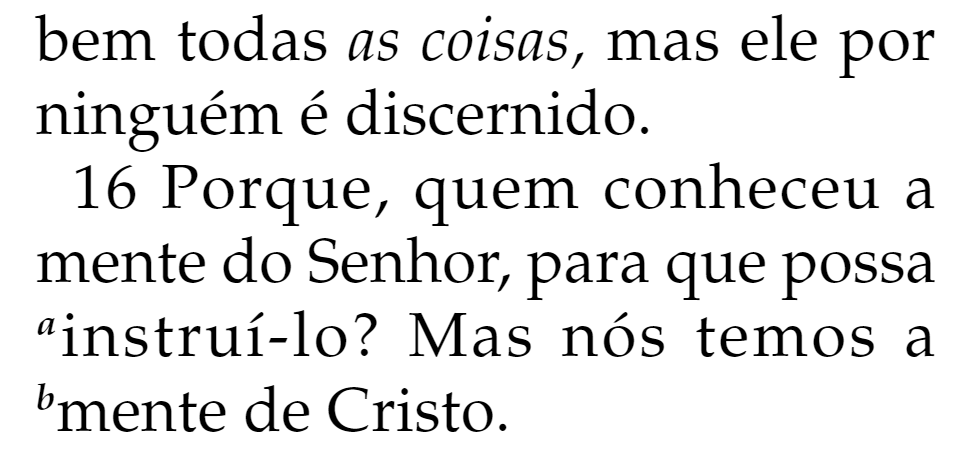 bem todas as coisas, mas ele por
ninguém é discernido.
16 Porque, quem conheceu a
mente do Senhor, para que possa
ᵃinstruí-lo? Mas nós temos a
ᵇmente de Cristo.